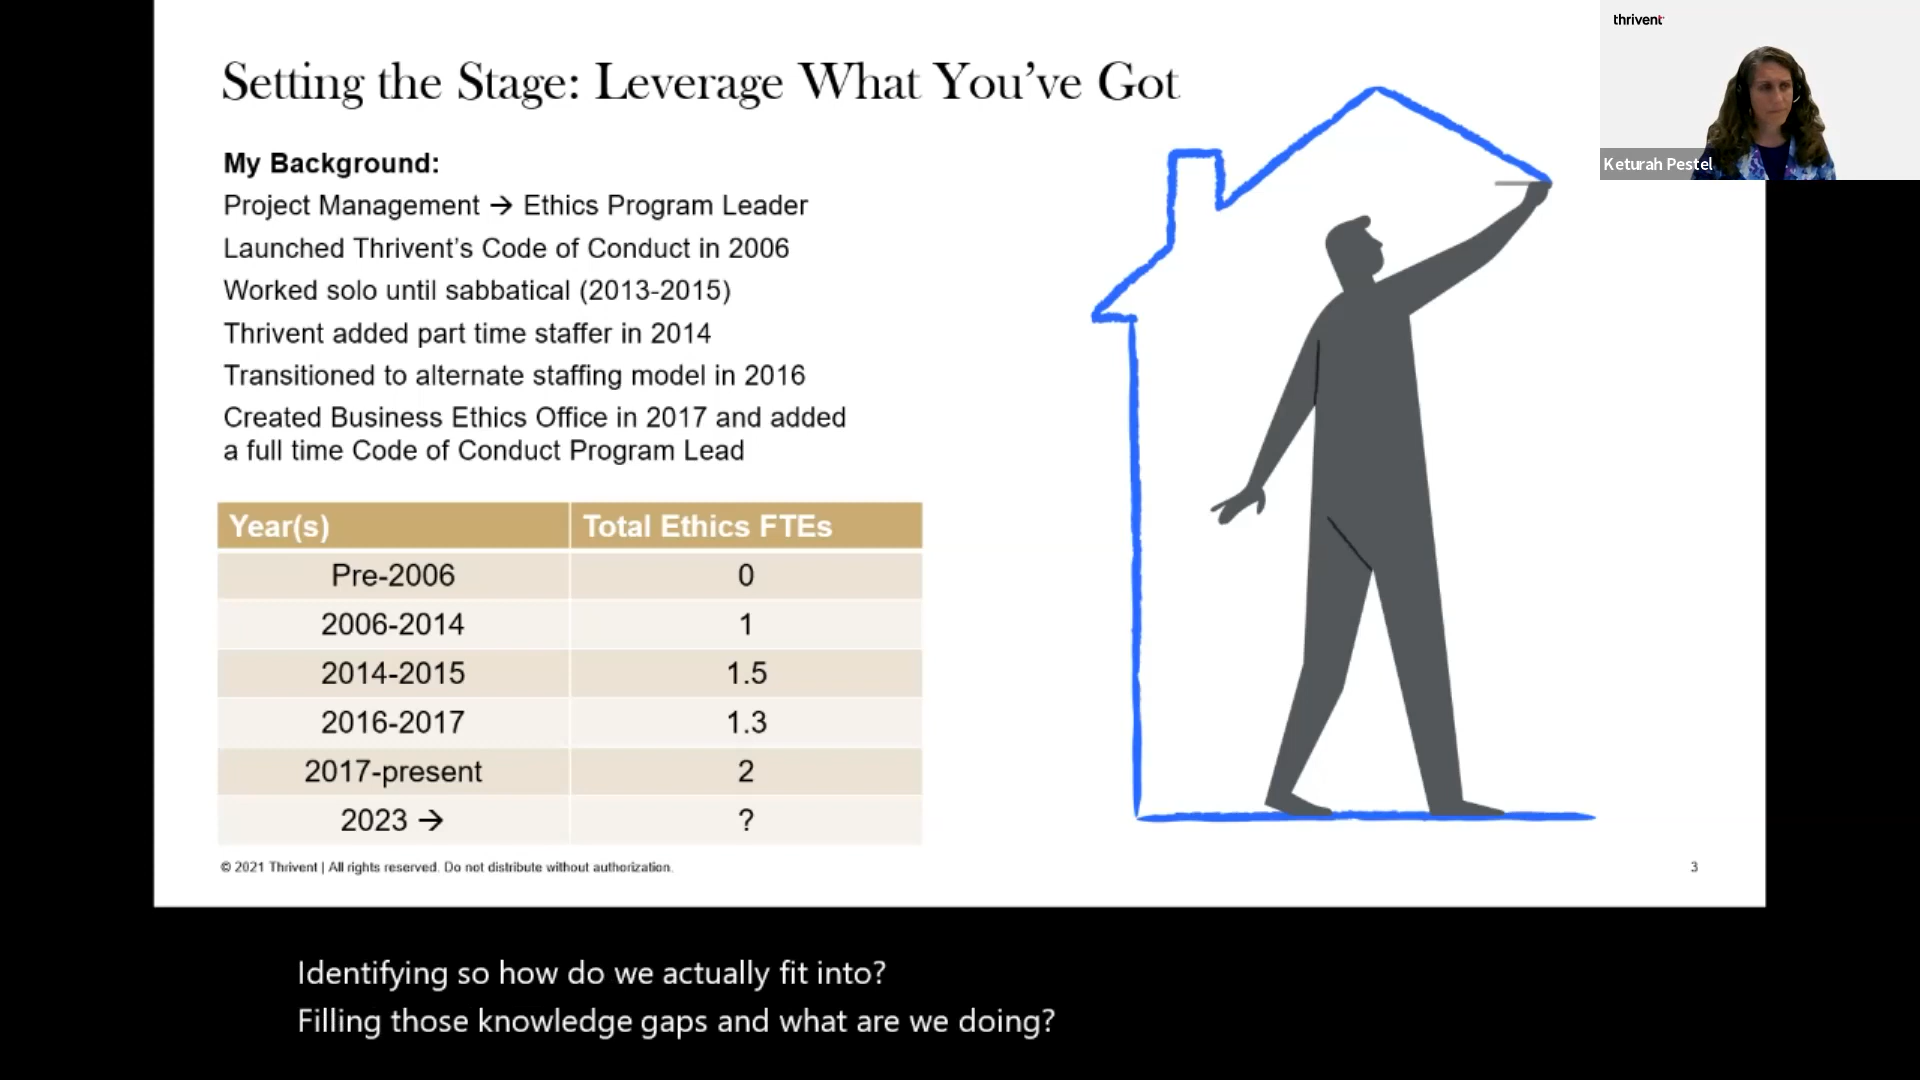 Setting the Stage: Leverage What You've Got
thrivent
Keturah Pestel
My Background:
Project Management → Ethics Program Leader
Launched Thrivent's Code of Conduct in 2006
Worked solo until sabbatical (2013-2015)
Thrivent added part time staffer in 2014
Transitioned to alternate staffing model in 2016
Created Business Ethics Office in 2017 and added
a full time Code of Conduct Program Lead
Year(s) Total Ethics FTEs
Pre-2006 0
2006-2014 1
2014-2015 1.5
2016-2017 1.3
2017-present 2
2023 → ?
© 2021 Thrivent | All rights reserved. Do not distribute without authorization.
3
Identifying so how do we actually fit into?
Filling those knowledge gaps and what are we doing?